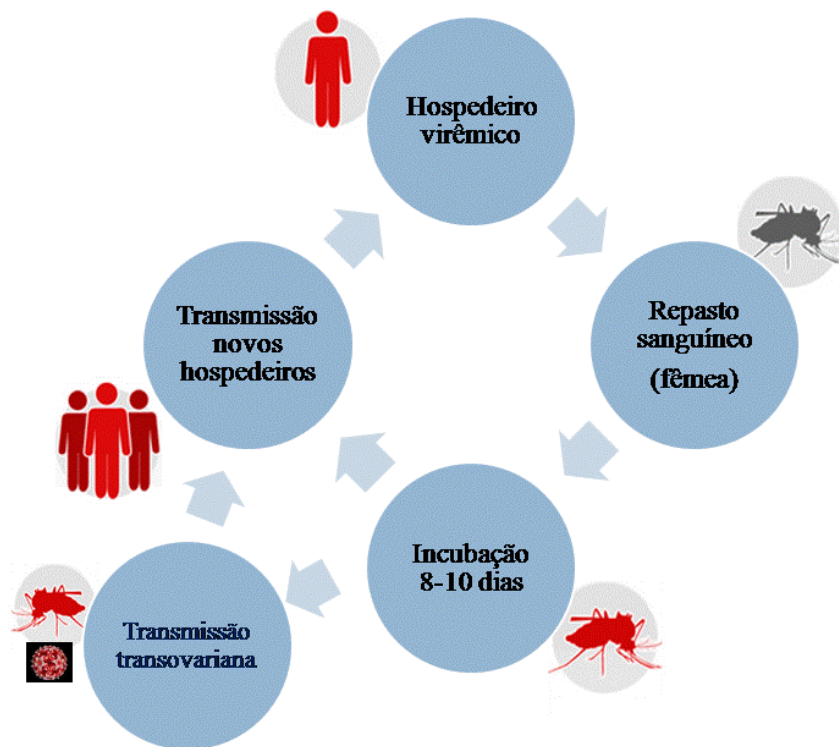 Hospedeiro
virêmico
Repasto
sanguíneo
(fêmea)
Incubação
8-10 dias
Transmissão
transovariana
Transmissão
novos
hospedeiros